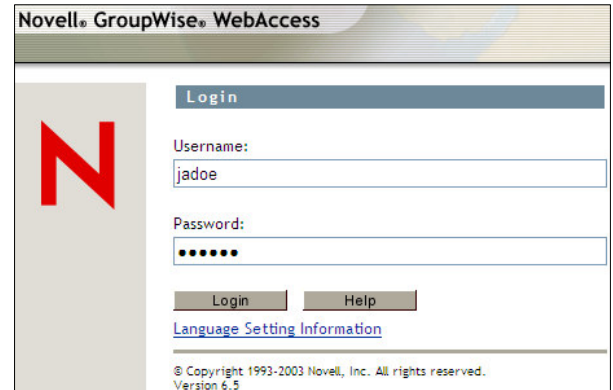 Novell® GroupWise® WebAccess
Login
N
Username:
jadoe
Password:
••••••
Login Help
Language Setting Information
© Copyright 1993-2003 Novell, Inc. All rights reserved.
Version 6.5